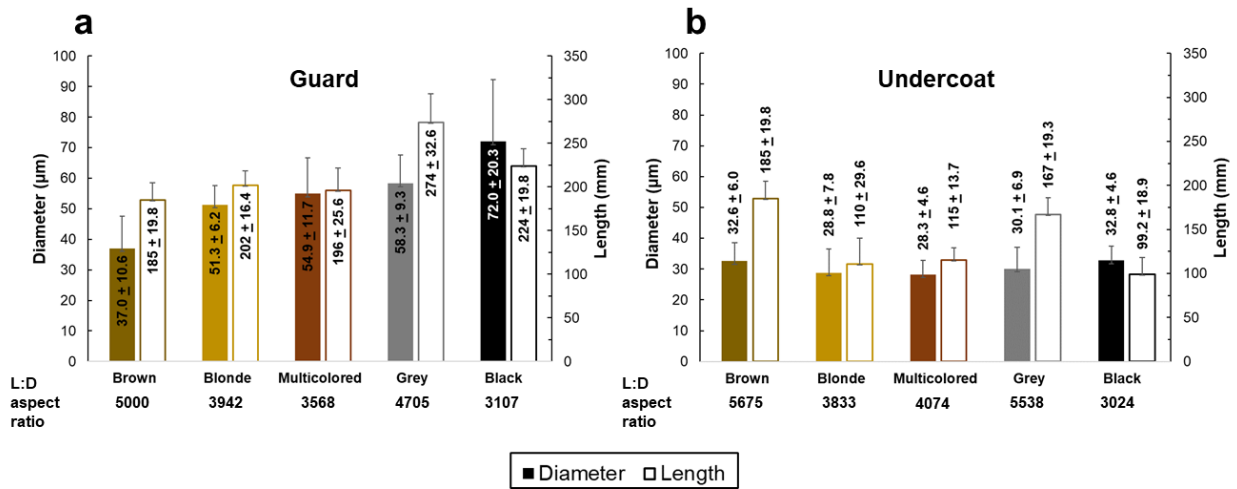 a
Guard
Diameter (µm)
100
90
80
70
60
50
40
30
20
10
0
37.0 ± 10.6
185 ± 19.8
51.3 ± 6.2
202 ± 16.4
54.9 ± 11.7
196 ± 25.6
58.3 ± 9.3
274 ± 32.6
72.0 ± 20.3
224 ± 19.8
350
300
250
200
150
100
50
0
Length (mm)
Brown Blonde Multicolored Grey Black
L:D
aspect
ratio
5000 3942 3568 4705 3107
b
Undercoat
Diameter (µm)
100
90
80
70
60
50
40
30
20
10
0
32.6 ± 6.0
185 ± 19.8
28.8 ± 7.8
110 ± 29.6
28.3 ± 4.6
115 ± 13.7
30.1 ± 6.9
167 ± 19.3
32.8 ± 4.6
99.2 ± 18.9
350
300
250
200
150
100
50
0
Length (mm)
Brown Blonde Multicolored Grey Black
L:D
aspect
ratio
5675 3833 4074 5538 3024
Diameter Length